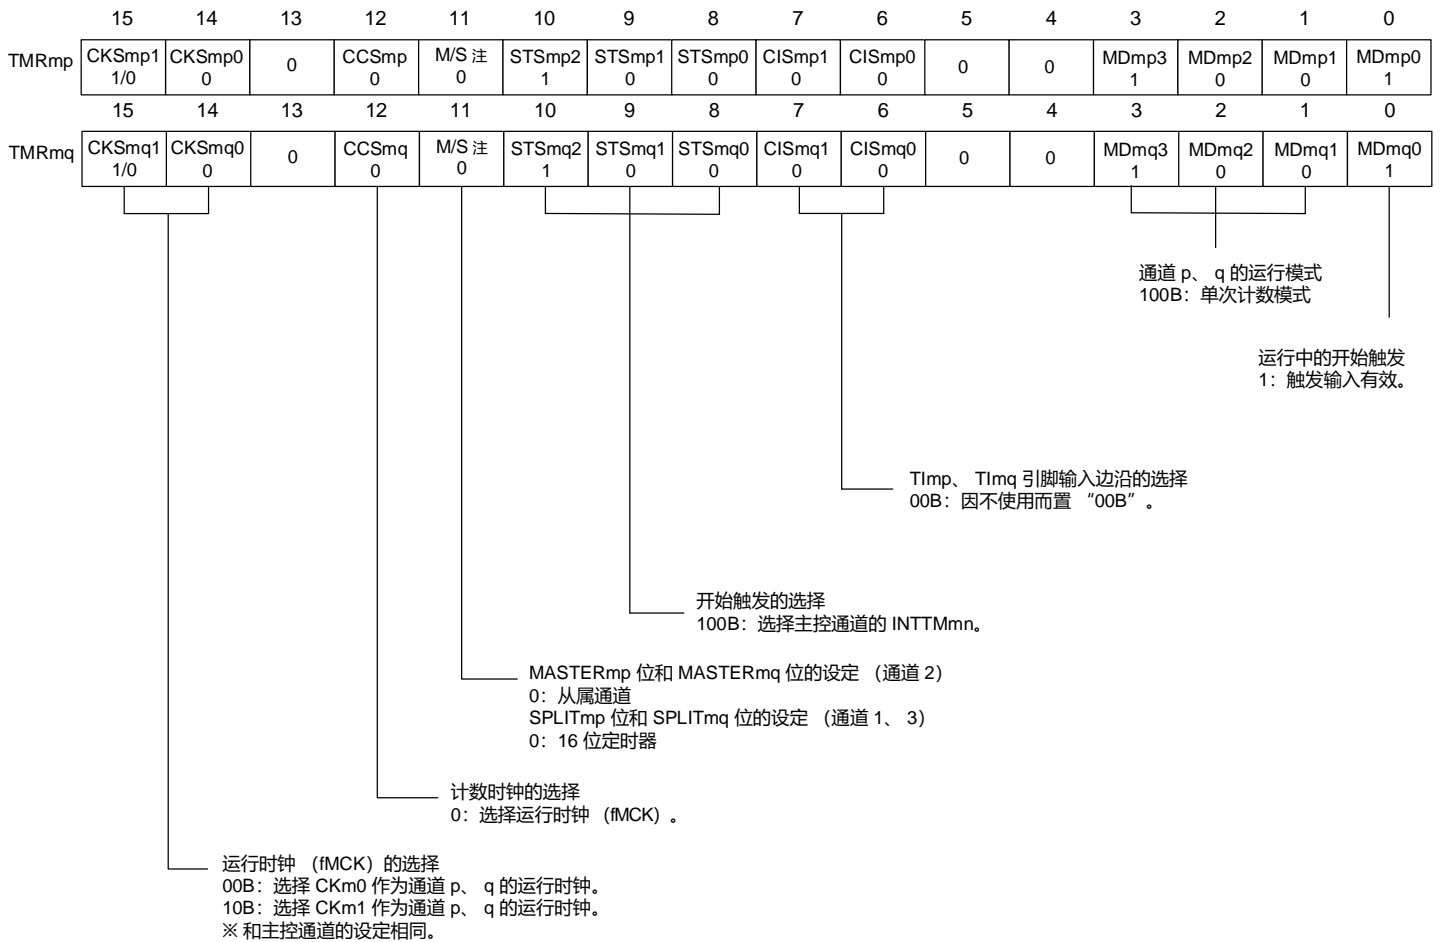 15 14 13 12 11 10 9 8 7 6 5 4 3 2 1 0
TMRmp CKSmp1 CKSmp0 0 CCSmp M/S 注 STSmp2 STSmp1 STSmp0 CISmp1 CISmp0 0 0 MDmp3 MDmp2 MDmp1 MDmp0
1/0 0 0 0 1 0 0 0 0 1 0 0 1
15 14 13 12 11 10 9 8 7 6 5 4 3 2 1 0
TMRmq CKSmq1 CKSmq0 0 CCSmq M/S 注 STSmq2 STSmq1 STSmq0 CISmq1 CISmq0 0 0 MDmq3 MDmq2 MDmq1 MDmq0
1/0 0 0 0 1 0 0 0 0 1 0 0 1
通道 p、 q 的运行模式
100B：单次计数模式
运行中的开始触发
1：触发输入有效。
TImp、 TImq 引脚输入边沿的选择
00B：因不使用而置 “00B”。
开始触发的选择
100B：选择主控通道的 INTTMmn。
MASTERmp 位和 MASTERmq 位的设定 （通道 2）
0：从属通道
SPLITmp 位和 SPLITmq 位的设定 （通道 1、 3）
0：16 位定时器
计数时钟的选择
0：选择运行时钟 （fMCK）。
运行时钟 （fMCK）的选择
00B：选择 CKm0 作为通道 p、 q 的运行时钟。
10B：选择 CKm1 作为通道 p、 q 的运行时钟。
※ 和主控通道的设定相同。